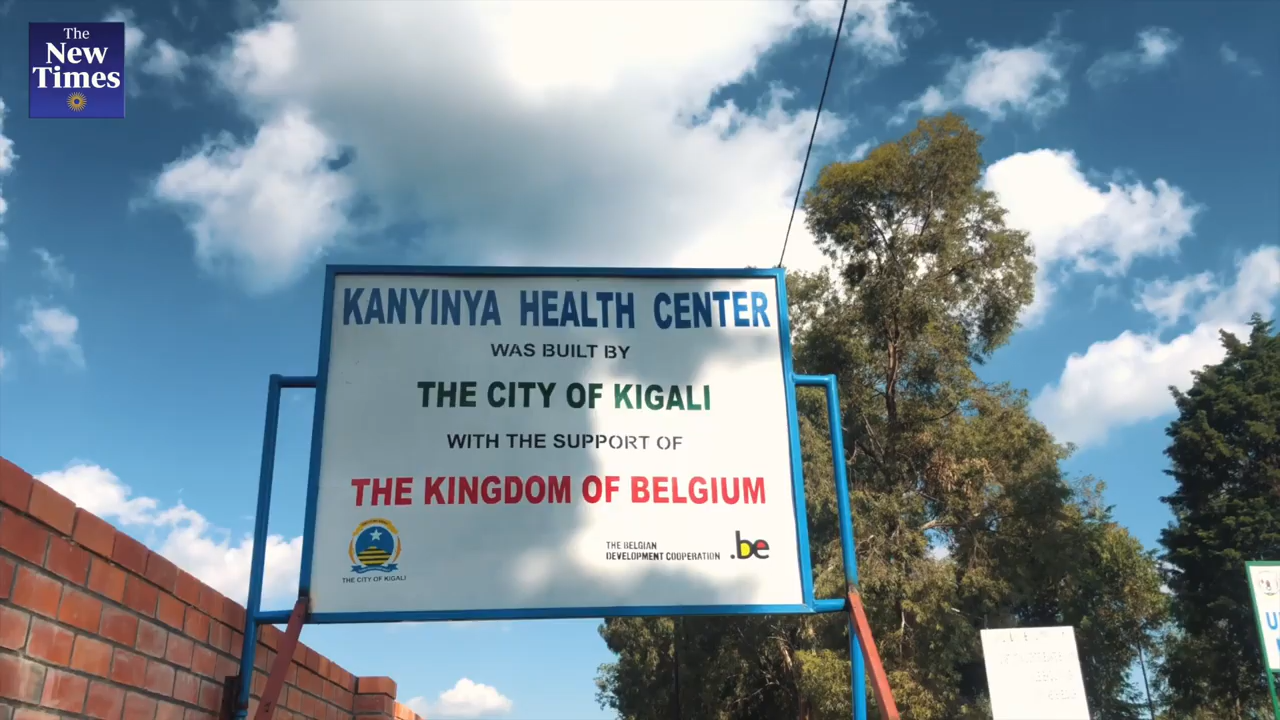 The
New
Times
KANYINYA HEALTH CENTER
WAS BUILT BY
THE CITY OF KIGALI
WITH THE SUPPORT OF
THE KINGDOM OF BELGIUM
THE CITY OF KIGALI
THE BELGIAN
DEVELOPMENT COOPERATION
.be